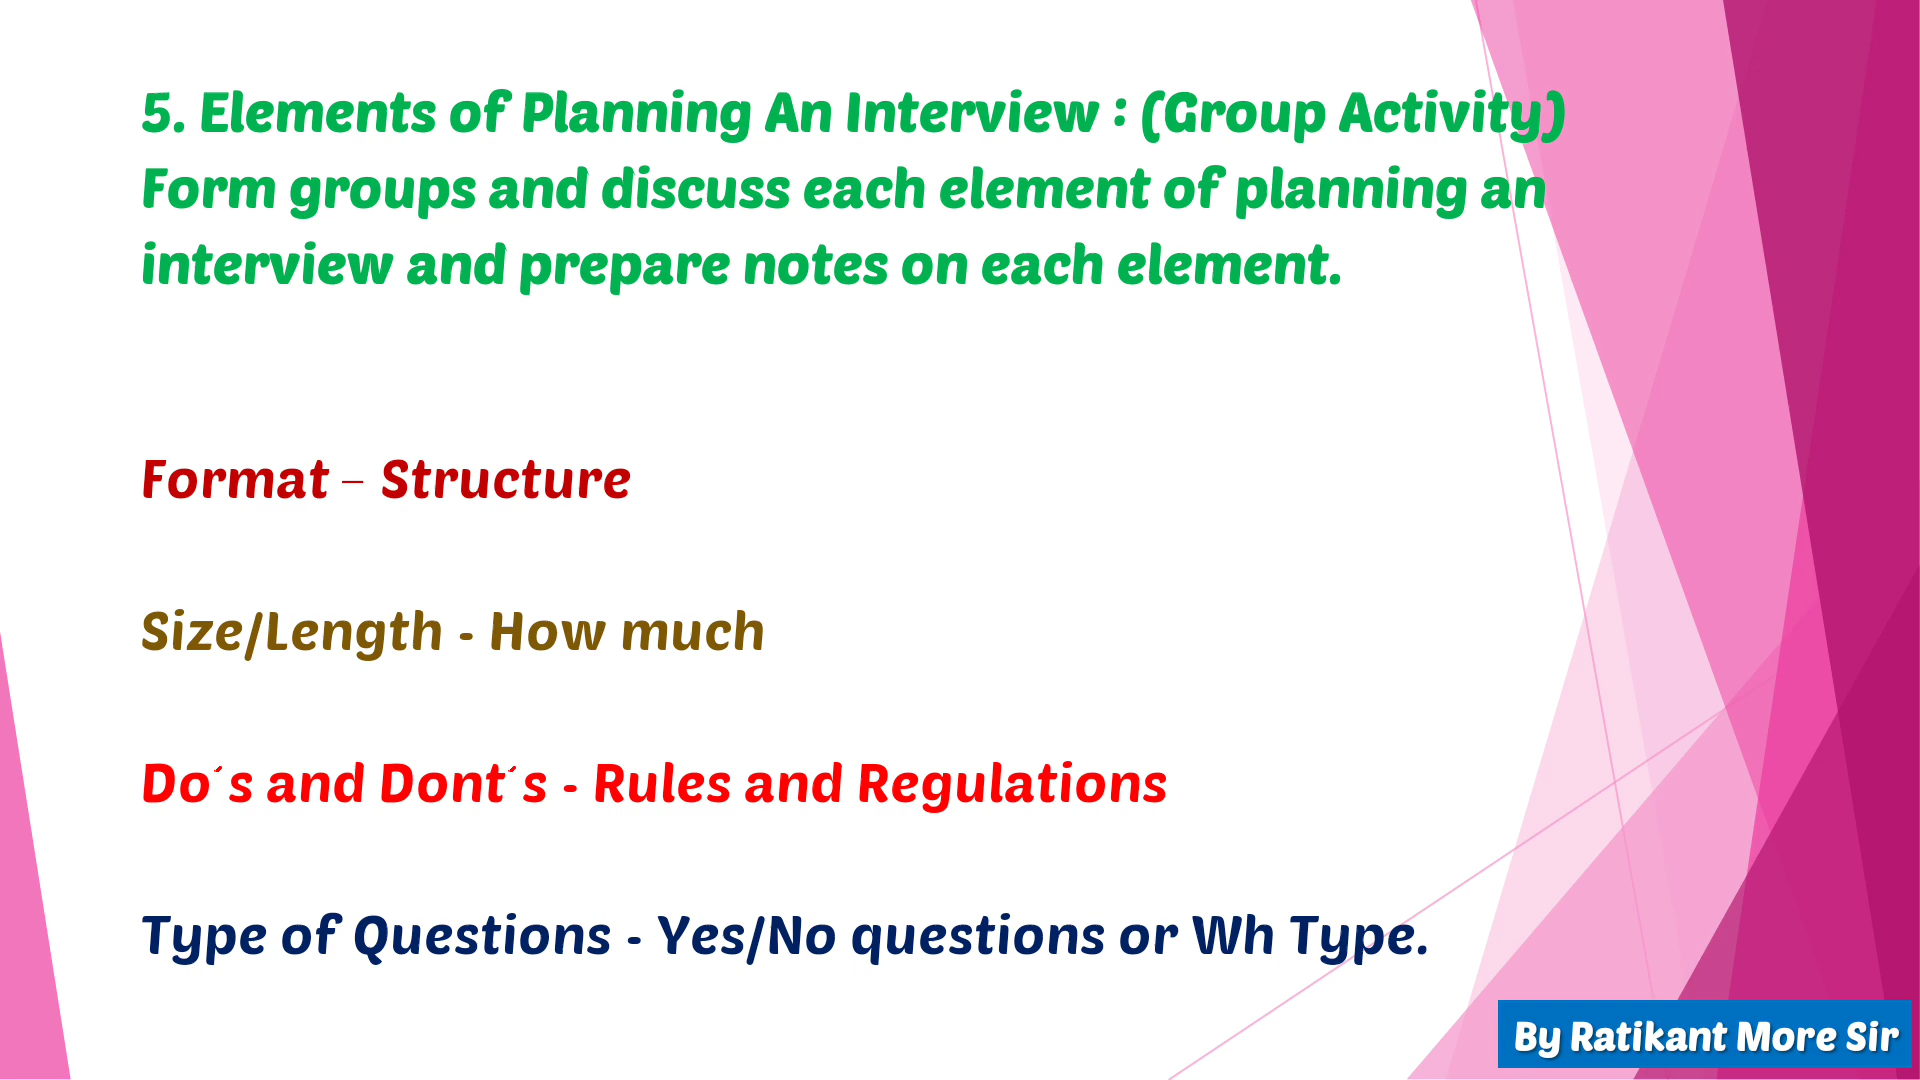 5. Elements of Planning An Interview : (Group Activity)
Form groups and discuss each element of planning an
interview and prepare notes on each element.
Format – Structure
Size/Length - How much
Do´s and Dont´s - Rules and Regulations
Type of Questions - Yes/No questions or Wh Type.
By Ratikant More Sir